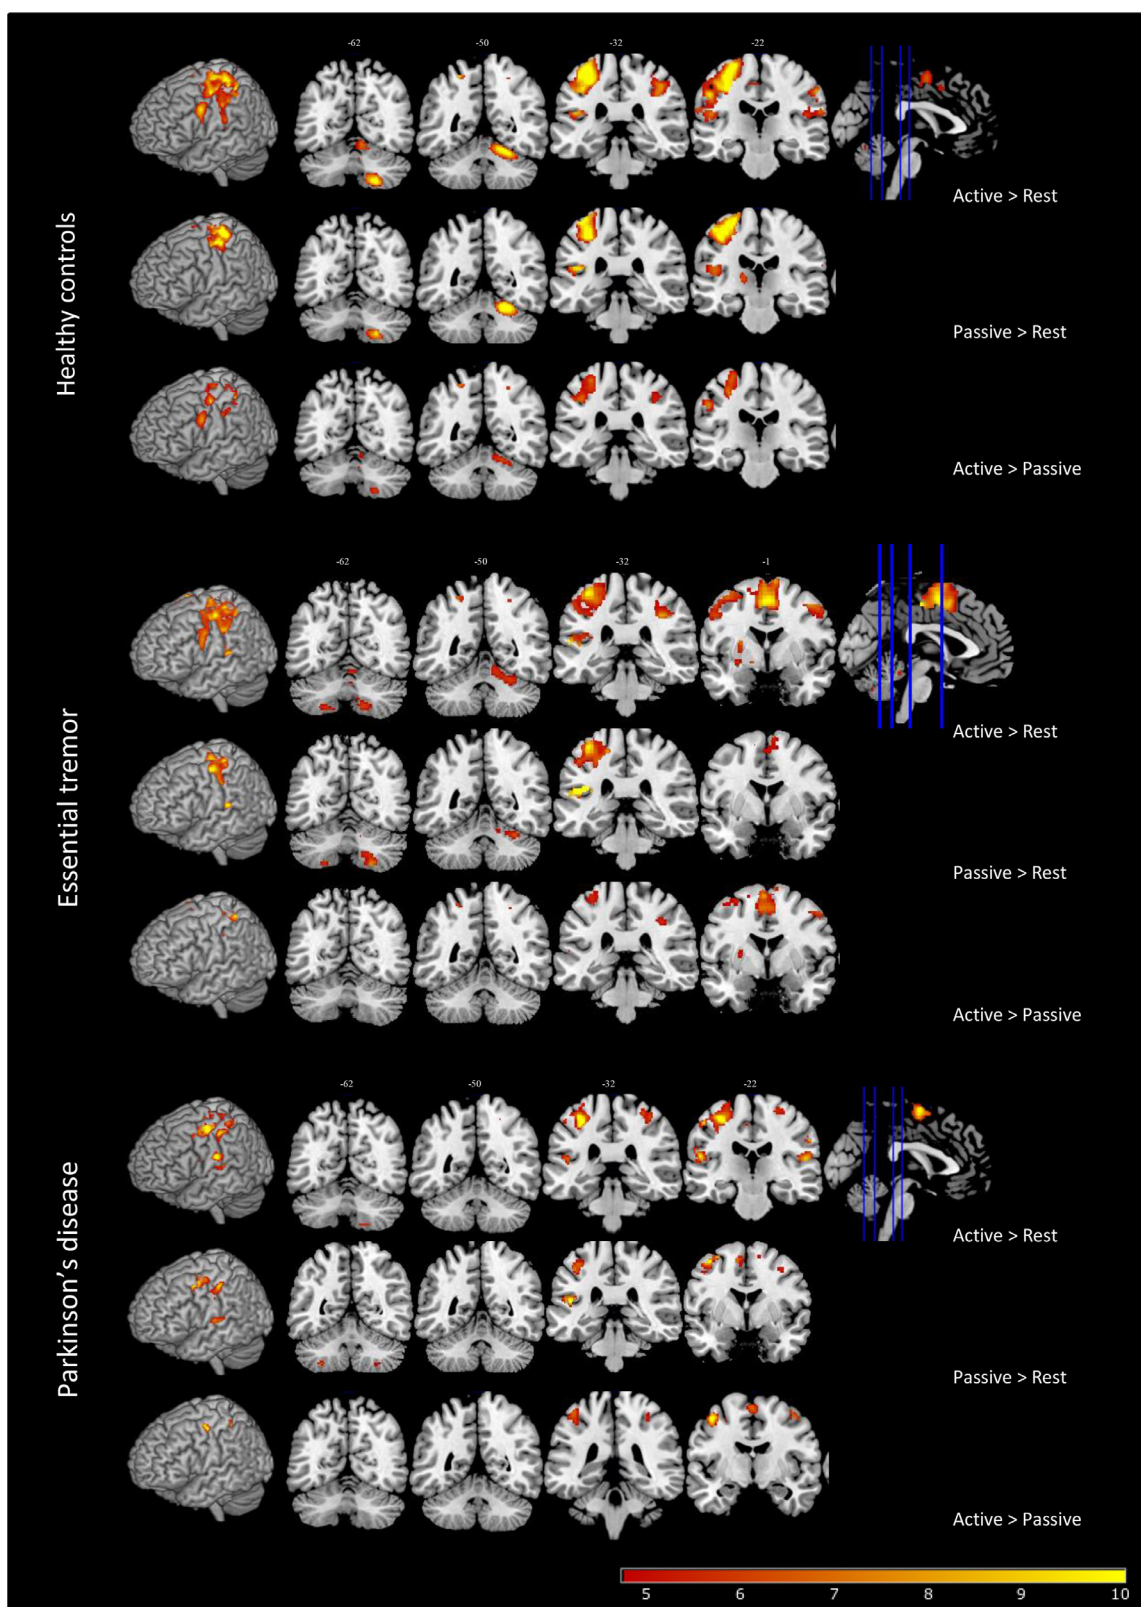 -62 -50 -32 -22
Healthy controls
Active > Rest
Passive > Rest
Active > Passive
-62 -50 -32 -1
Essential tremor
Active > Rest
Passive > Rest
Active > Passive
-62 -50 -32 -22
Parkinson's disease
Active > Rest
Passive > Rest
Active > Passive
5 6 7 8 9 10